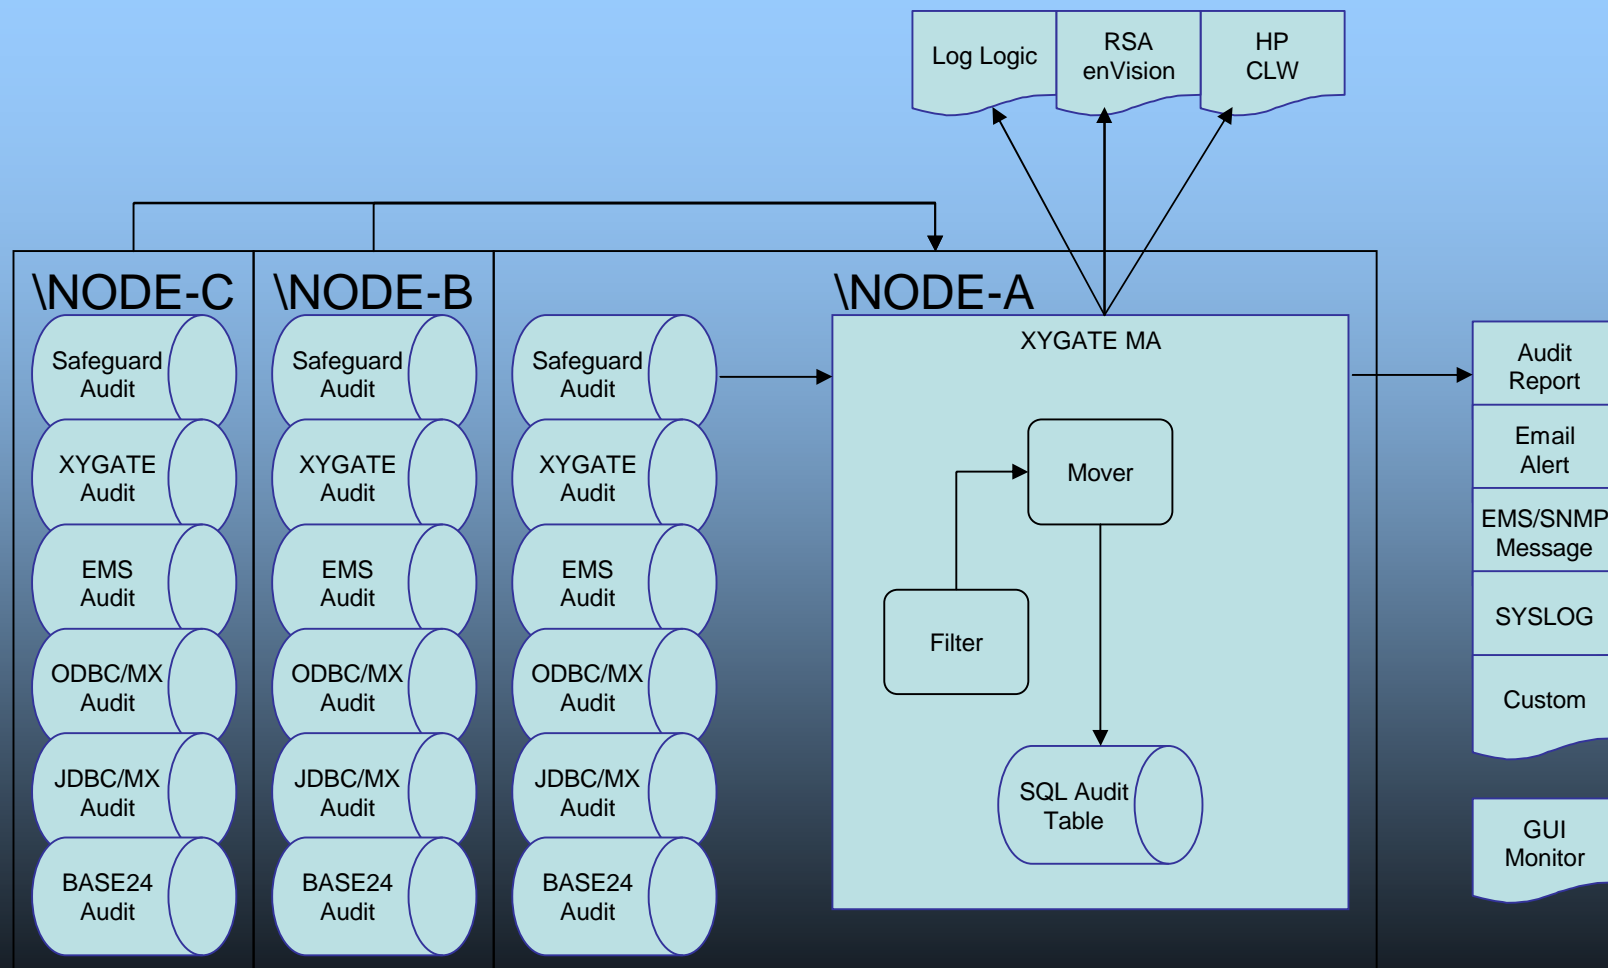 Log Logic
RSA
enVision
HP
CLW
\NODE-C
\NODE-B
\NODE-A
Safeguard
Audit
XYGATE
Audit
EMS
Audit
ODBC/MX
Audit
JDBC/MX
Audit
BASE24
Audit
Safeguard
Audit
XYGATE
Audit
EMS
Audit
ODBC/MX
Audit
JDBC/MX
Audit
BASE24
Audit
Safeguard
Audit
XYGATE
Audit
EMS
Audit
ODBC/MX
Audit
JDBC/MX
Audit
BASE24
Audit
XYGATE MA
Mover
Filter
SQL Audit
Table
Audit
Report
Email
Alert
EMS/SNMP
Message
SYSLOG
Custom
GUI
Monitor